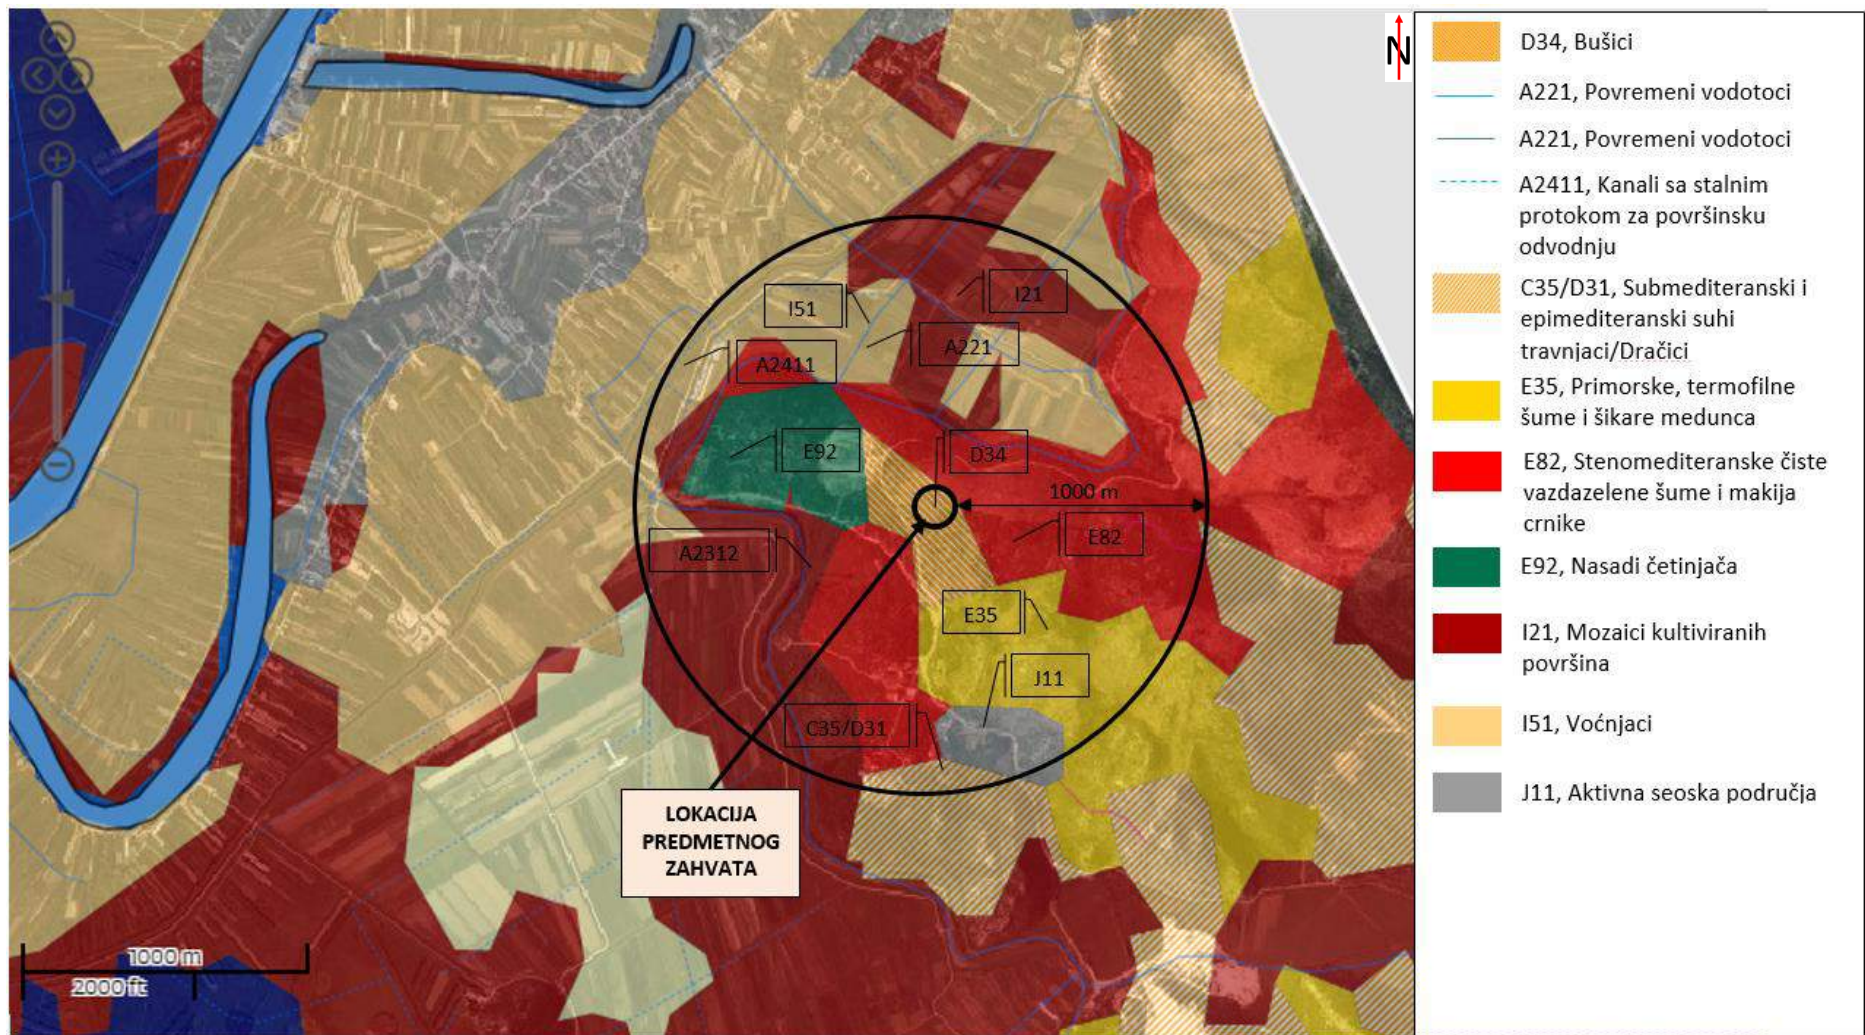 N
I51
I21
A221
A2411
E92
D34
1000 m
A2312
E82
E35
J11
C35/D31
LOKACIJA
PREDMETNOG
ZAHVATA
1000 m
2000 ft
D34, Bušici
A221, Povremeni vodotoci
A221, Povremeni vodotoci
A2411, Kanali sa stalnim
protokom za površinsku
odvodnju
C35/D31, Submediteranski i
epimediteranski suhi
travnjaci/Dračici
E35, Primorske, termofilne
šume i šikare medunca
E82, Stenomediteranske čiste
vazdazelene šume i makija
crnike
E92, Nasadi četinjača
I21, Mozaici kultiviranih
površina
I51, Voćnjaci
J11, Aktivna seoska područja